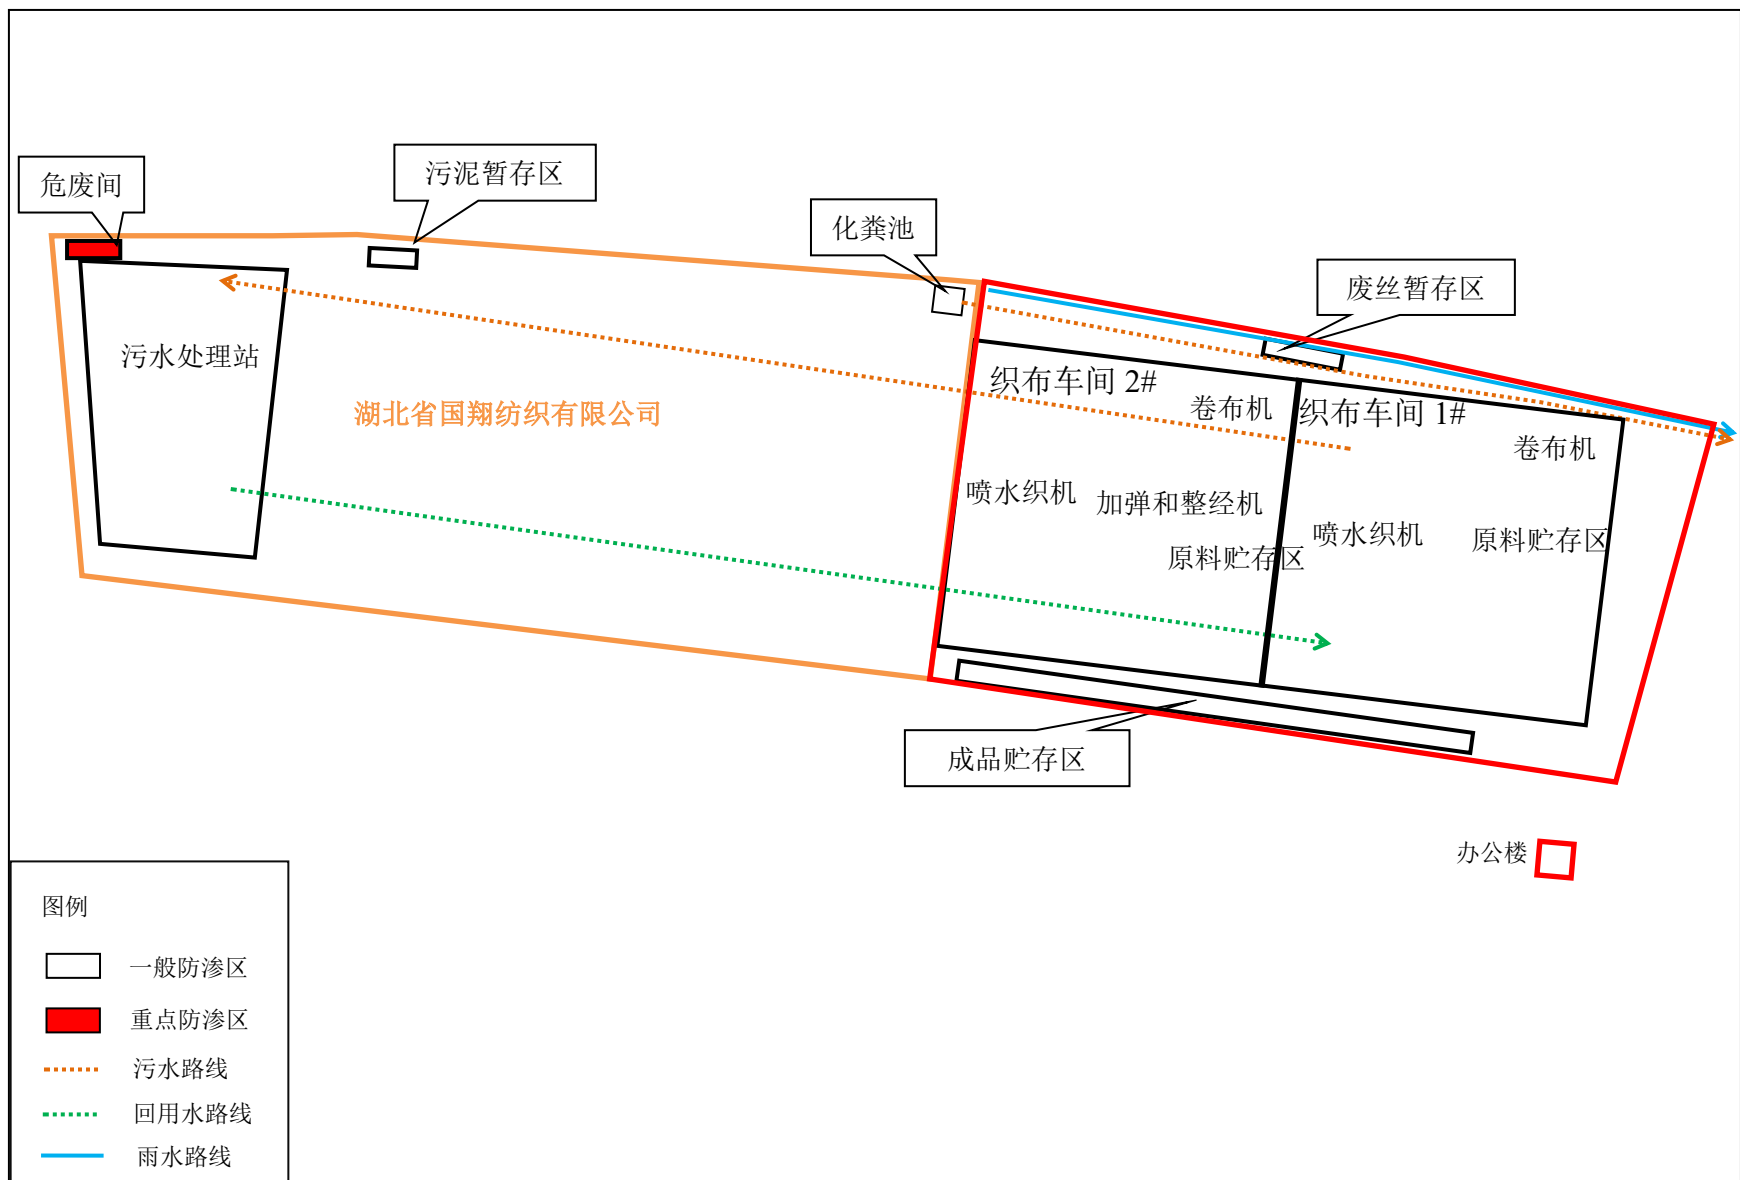 危废间
污泥暂存区
化粪池
废丝暂存区
污水处理站
湖北省国翔纺织有限公司
织布车间 2#
卷布机
织布车间 1#
卷布机
喷水织机
加弹和整经机
原料贮存区
喷水织机
原料贮存区
成品贮存区
办公楼
图例
一般防渗区
重点防渗区
污水路线
回用水路线
雨水路线